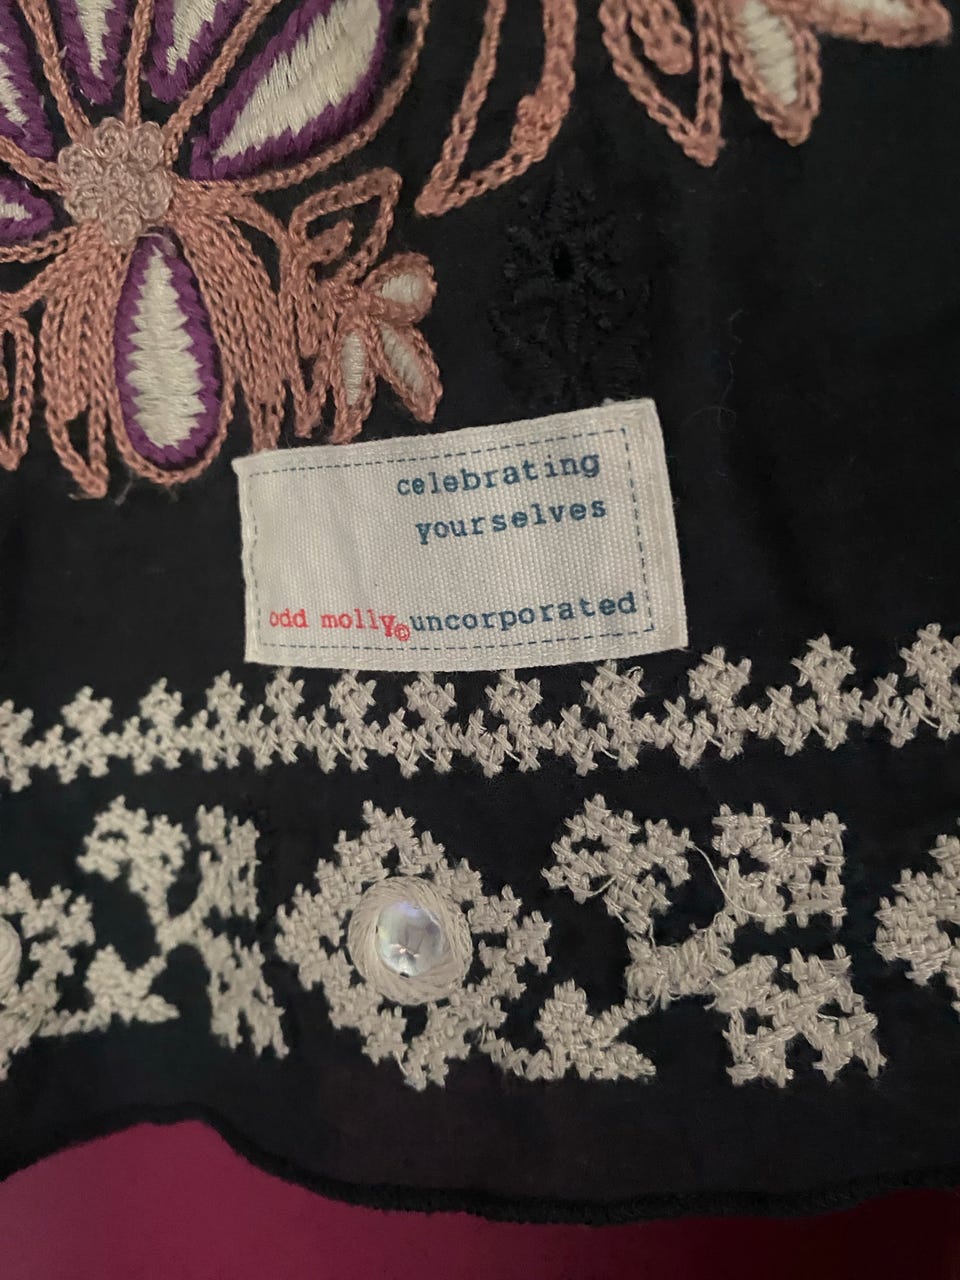 celebrating
yourselves
odd molly©uncorporated